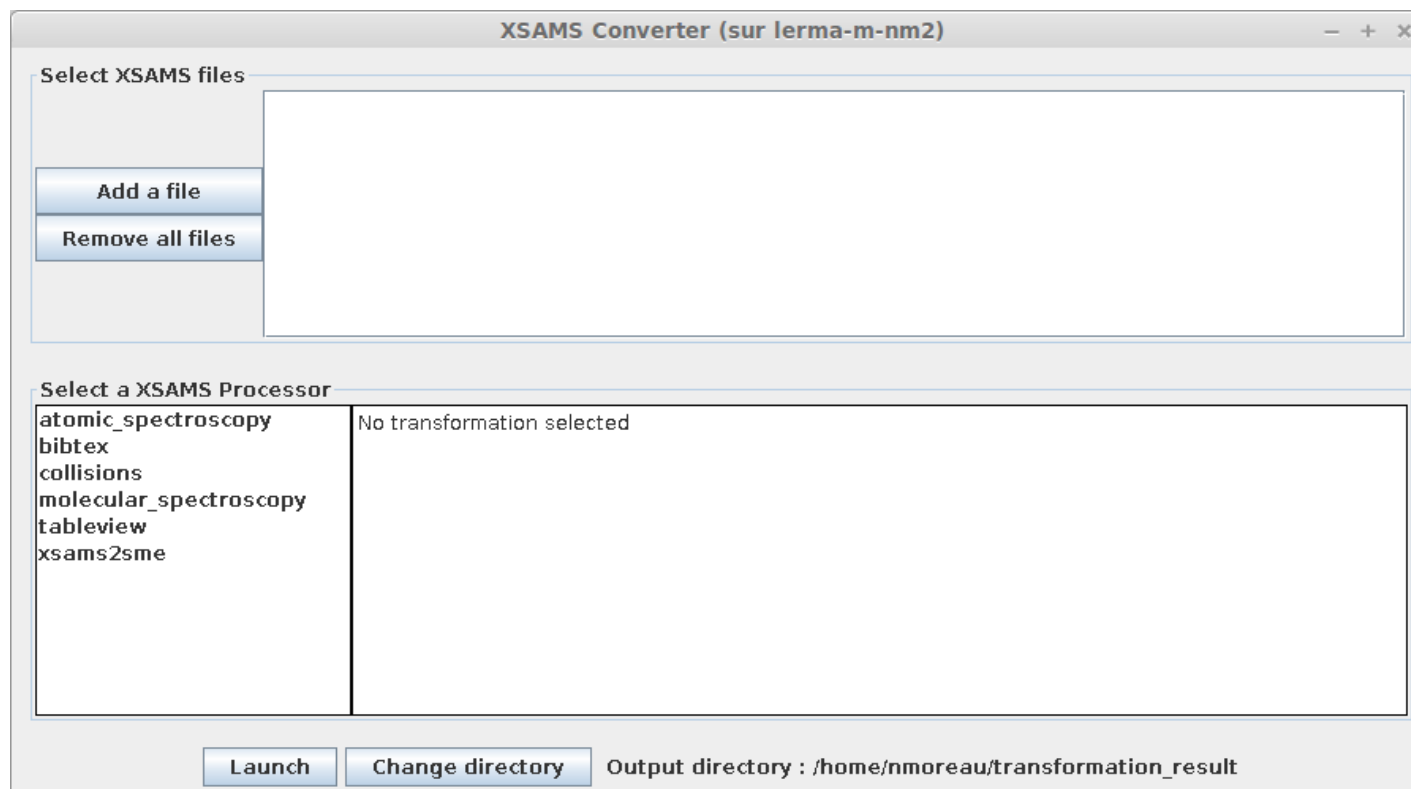 XSAMS Converter (sur lerma-m-nm2)
Select XSAMS files
Add a file
Remove all files
Select a XSAMS Processor
atomic_spectroscopy
bibtex
collisions
molecular_spectroscopy
tableview
xsams2sme
No transformation selected
Launch
Change directory
Output directory : /home/nmoreau/transformation_result